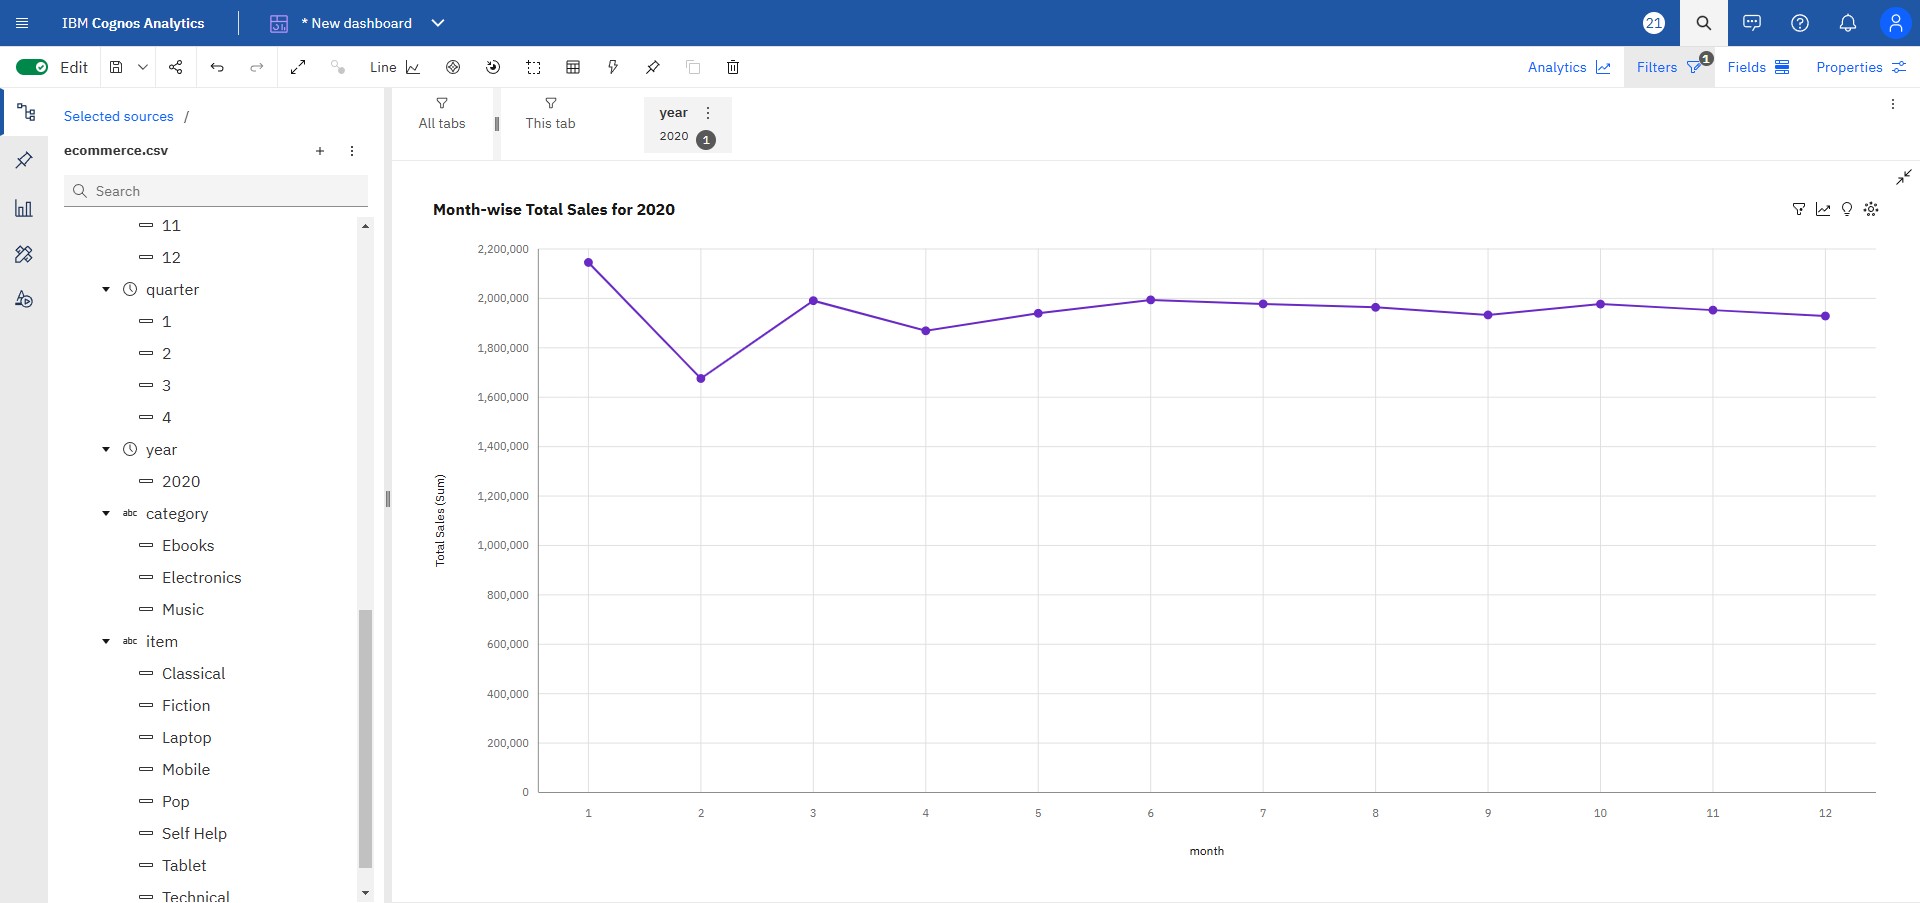 IBM Cognos Analytics
* New dashboard
21
Edit
Line
Analytics
Filters
1
Fields
Properties
Selected sources /
ecommerce.csv
Search
11
12
quarter
1
2
3
4
year
2020
abc category
Ebooks
Electronics
Music
abc item
Classical
Fiction
Laptop
Mobile
Pop
Self Help
Tablet
Technical
All tabs
This tab
year
2020
1
Month-wise Total Sales for 2020
Total Sales (Sum)
2,200,000
2,000,000
1,800,000
1,600,000
1,400,000
1,200,000
1,000,000
800,000
600,000
400,000
200,000
0
1 2 3 4 5 6 7 8 9 10 11 12
month